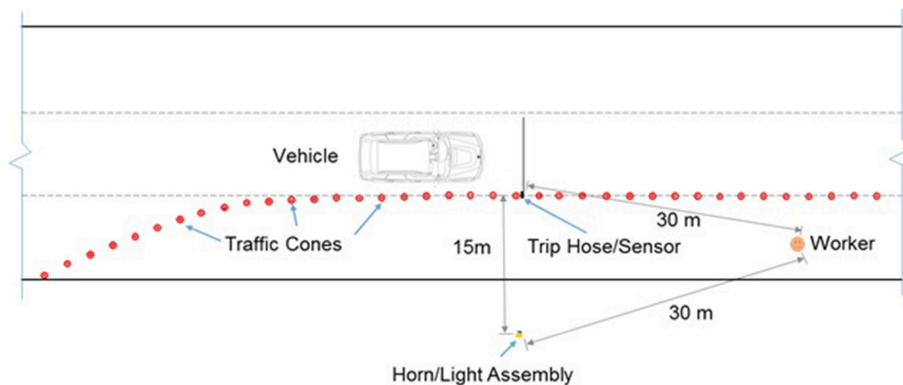 Vehicle
Traffic Cones
15m
Trip Hose/Sensor
30 m
Worker
30 m
Horn/Light Assembly